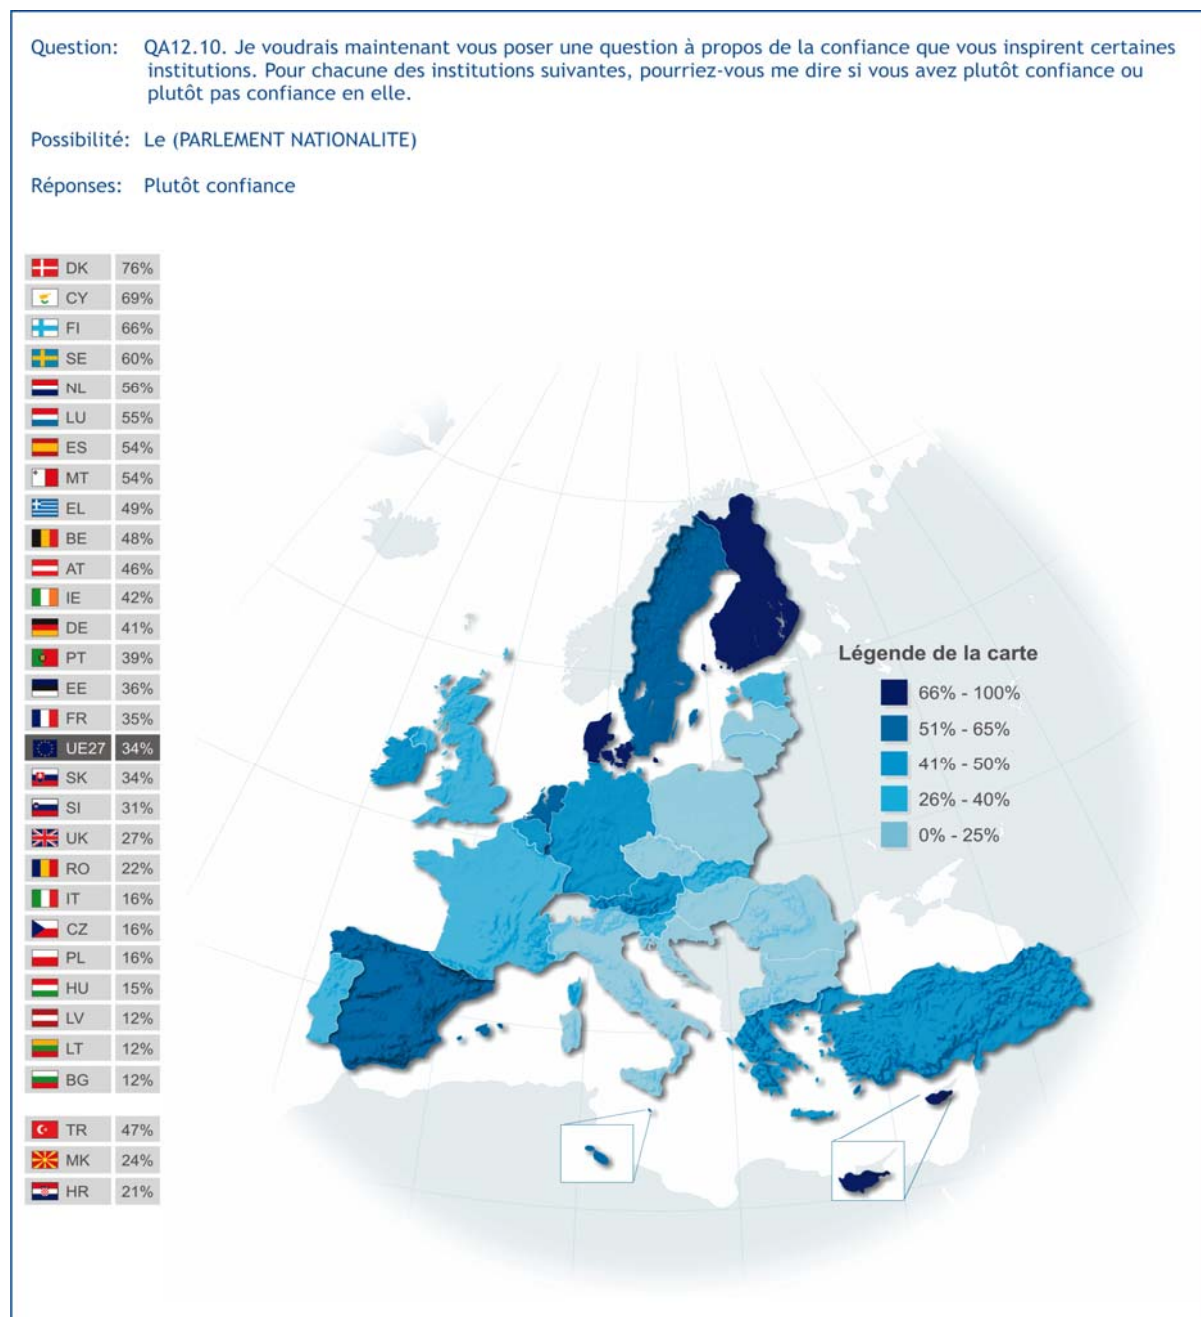 Question: QA12.10. Je voudrais maintenant vous poser une question à propos de la confiance que vous inspirent certaines
institutions. Pour chacune des institutions suivantes, pourriez-vous me dire si vous avez plutôt confiance ou
plutôt pas confiance en elle.
Possibilité: Le (PARLEMENT NATIONALITE)
Réponses: Plutôt confiance
DK 76%
CY 69%
FI 66%
SE 60%
NL 56%
LU 55%
ES 54%
MT 54%
EL 49%
BE 48%
AT 46%
IE 42%
DE 41%
PT 39%
EE 36%
FR 35%
UE27 34%
SK 34%
SI 31%
UK 27%
RO 22%
IT 16%
CZ 16%
PL 16%
HU 15%
LV 12%
LT 12%
BG 12%
TR 47%
MK 24%
HR 21%
Légende de la carte
66% - 100%
51% - 65%
41% - 50%
26% - 40%
0% - 25%